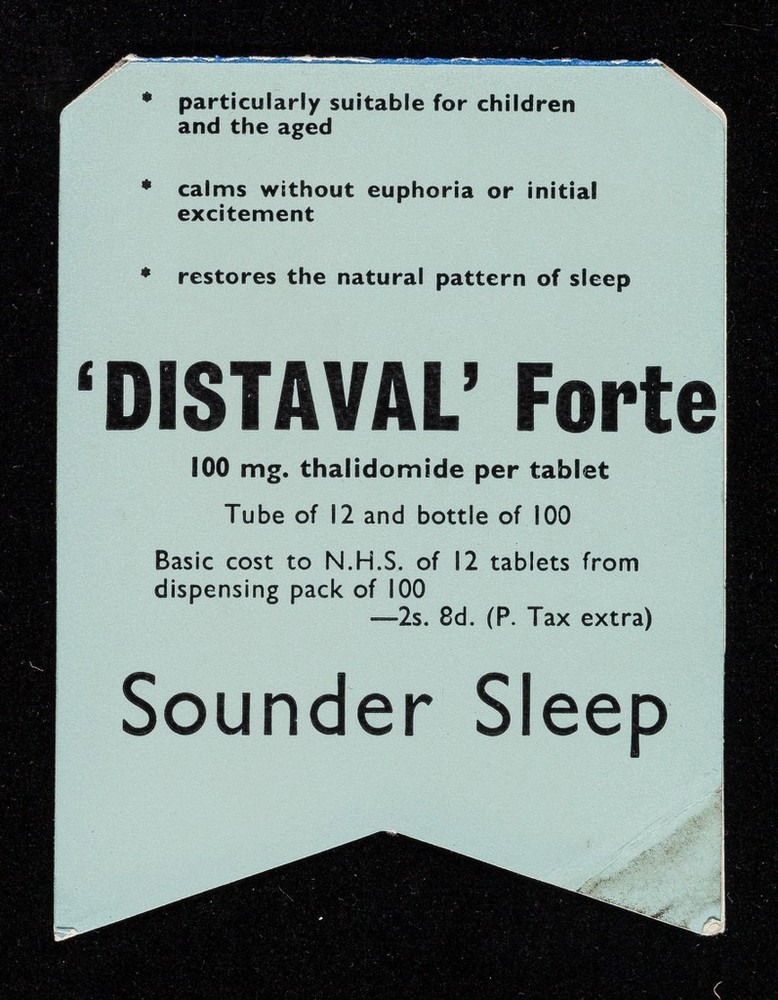 * particularly suitable for children
and the aged
* calms without euphoria or initial
excitement
* restores the natural pattern of sleep
‘DISTAVAL’ Forte
100 mg. thalidomide per tablet
Tube of 12 and bottle of 100
Basic cost to N.H.S. of 12 tablets from
dispensing pack of 100
—2s. 8d. (P. Tax extra)
Sounder Sleep